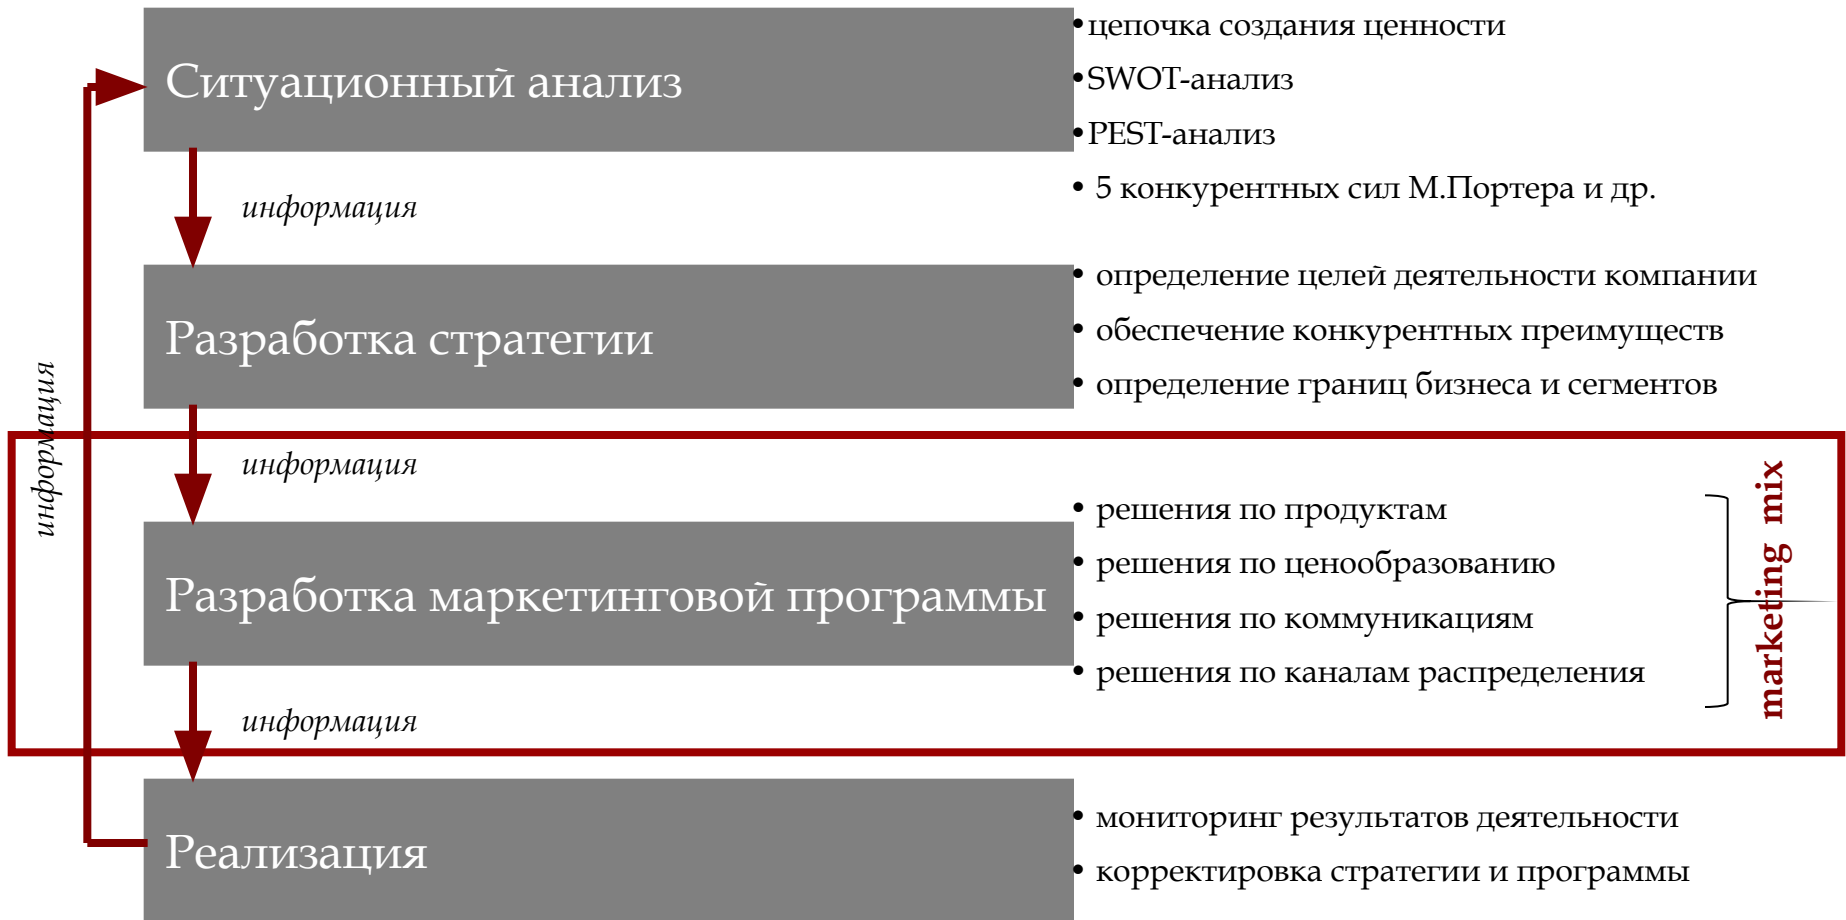 Ситуационный анализ
•цепочка создания ценности
•SWOT-анализ
•PEST-анализ
• 5 конкурентных сил М.Портера и др.
информация
Разработка стратегии
• определение целей деятельности компании
• обеспечение конкурентных преимуществ
• определение границ бизнеса и сегментов
информация
информация
Разработка маркетинговой программы
• решения по продуктам
• решения по ценообразованию
• решения по коммуникациям
• решения по каналам распределения
marketing mix
информация
Реализация
• мониторинг результатов деятельности
• корректировка стратегии и программы